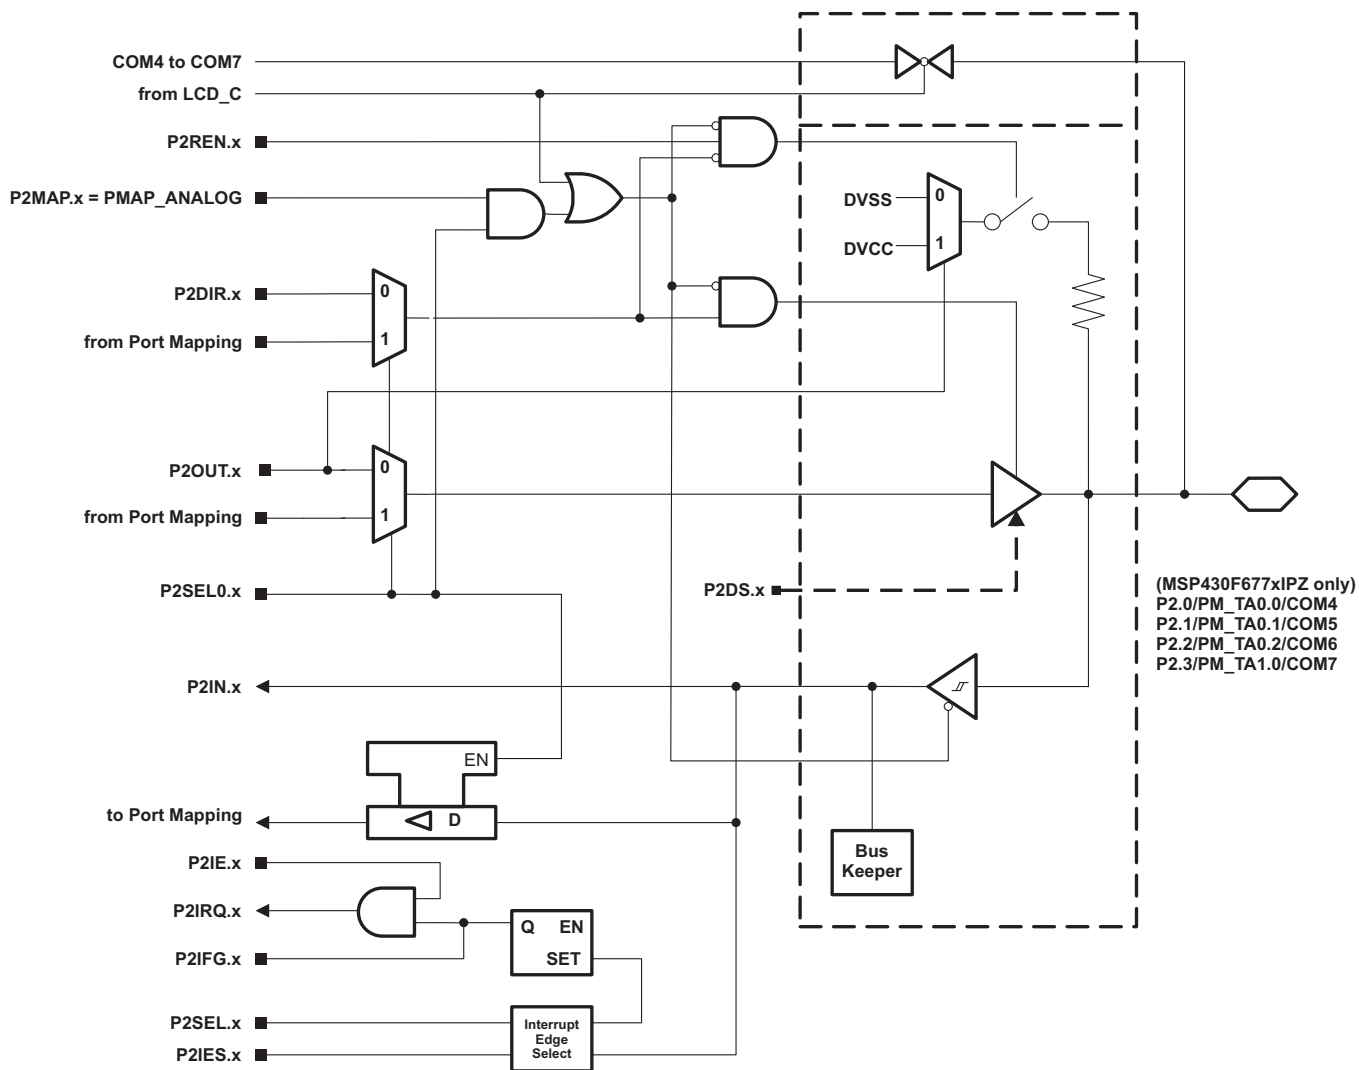 COM4 to COM7
from LCD_C
P2REN.x
P2MAP.x = PMAP_ANALOG
DVSS
0
DVCC
1
P2DIR.x
0
from Port Mapping
1
P2OUT.x
0
from Port Mapping
1
P2SEL0.x
P2DS.x
(MSP430F677xIPZ only)
P2.0/PM_TA0.0/COM4
P2.1/PM_TA0.1/COM5
P2.2/PM_TA0.2/COM6
P2.3/PM_TA1.0/COM7
P2IN.x
EN
to Port Mapping
D
Bus
Keeper
P2IE.x
P2IRQ.x
Q EN
SET
P2IFG.x
P2SEL.x
P2IES.x
Interrupt
Edge
Select